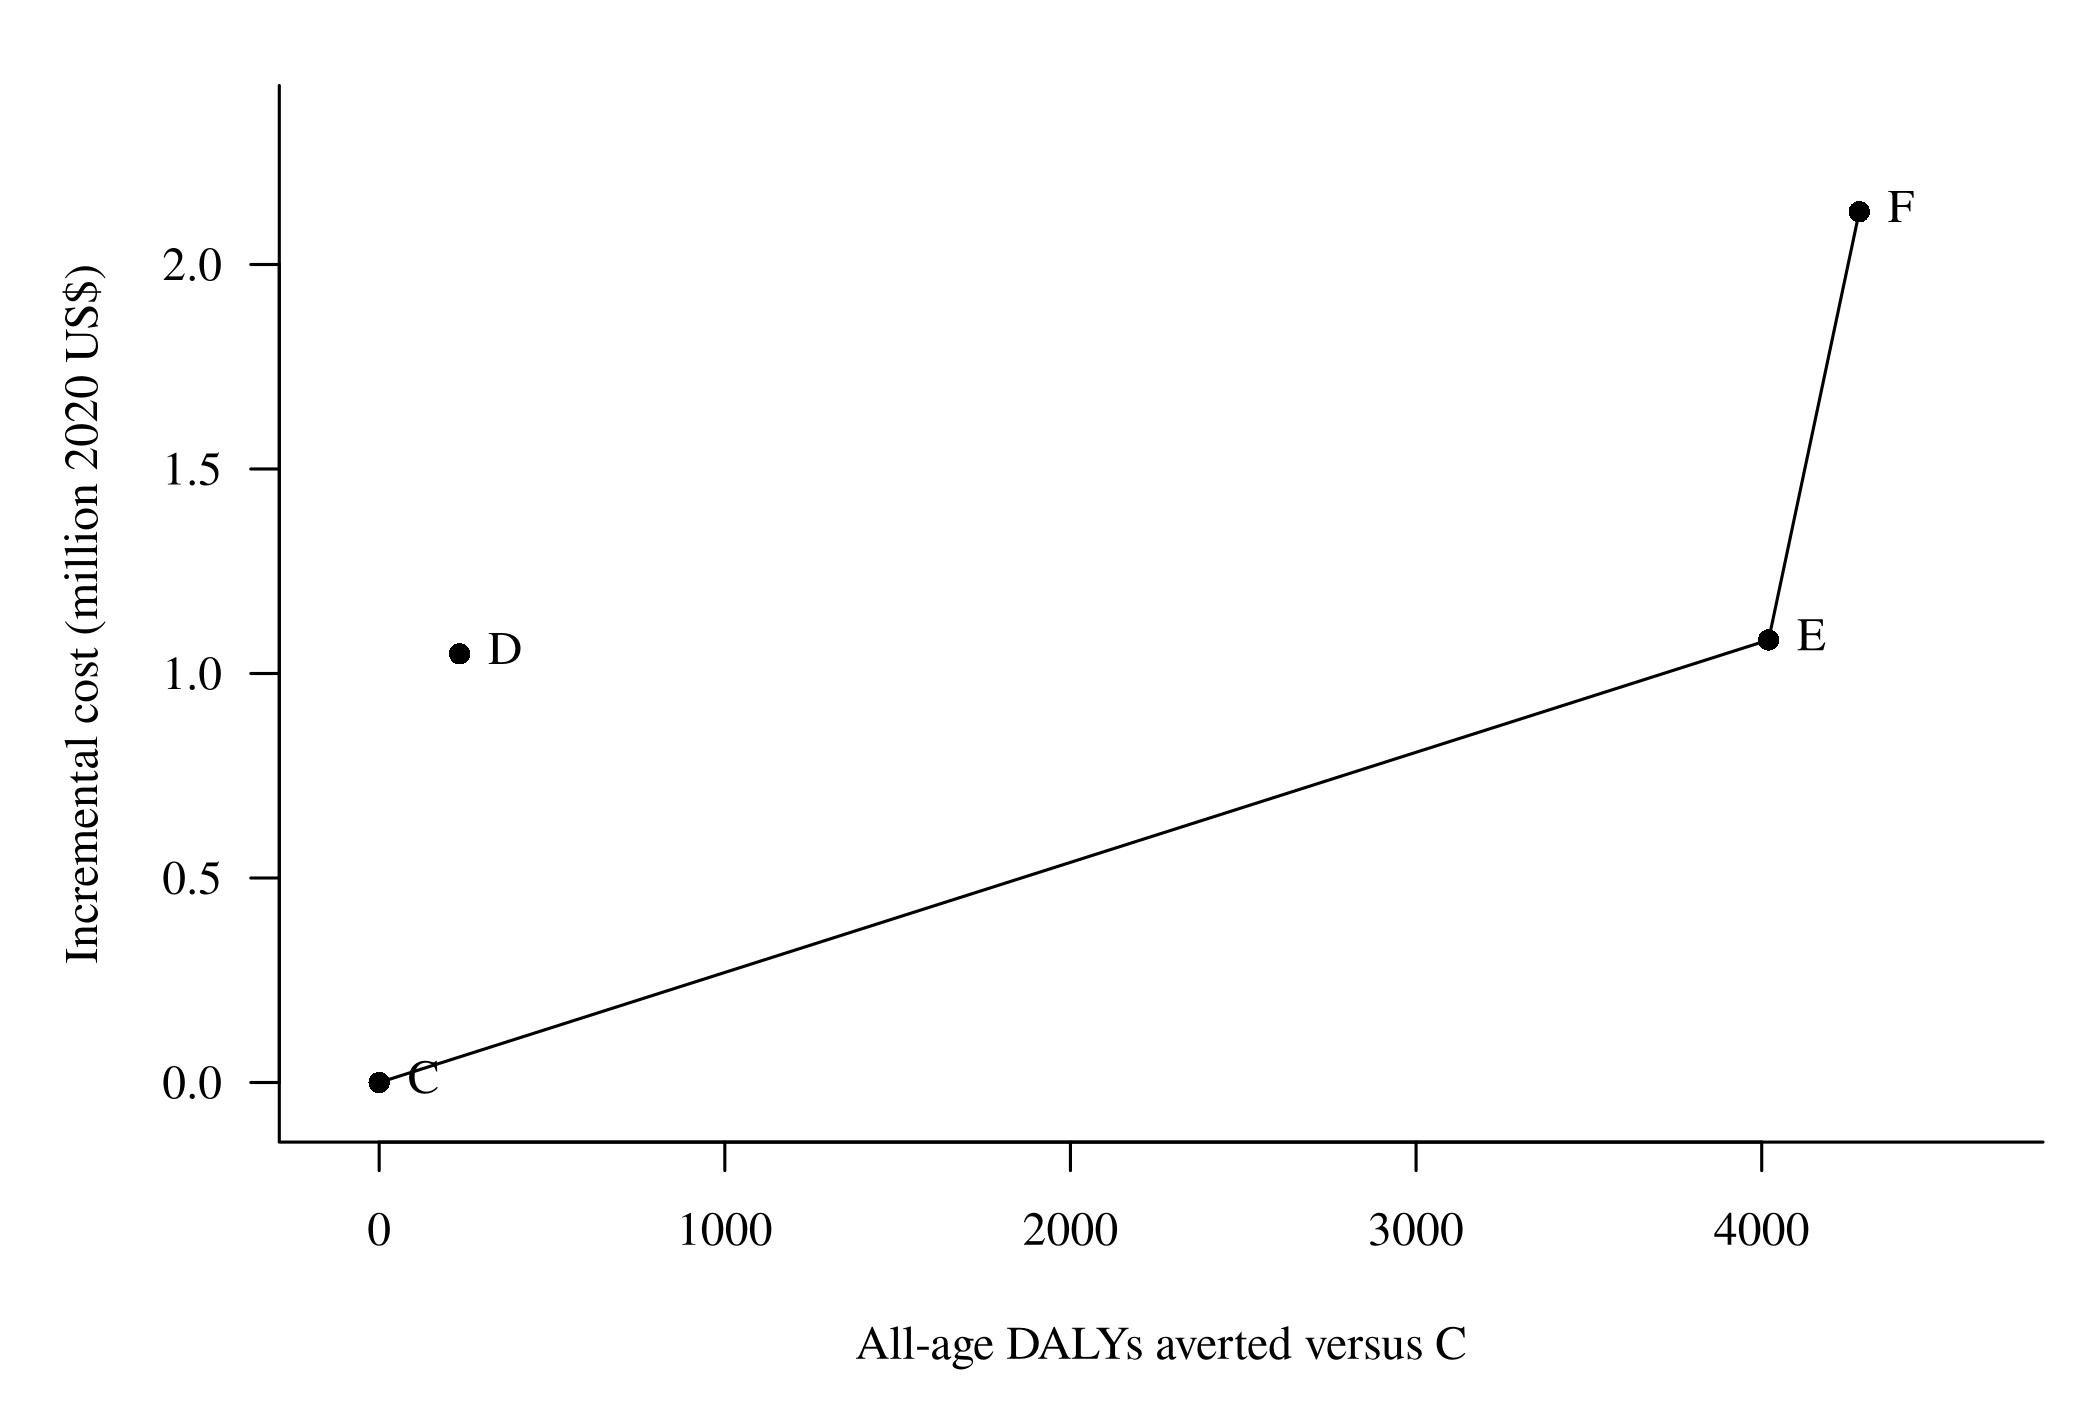 Incremental cost (million 2020 US$)
2.0
1.5
1.0
0.5
0.0
F
E
D
C
0 1000 2000 3000 4000
All-age DALYs averted versus C